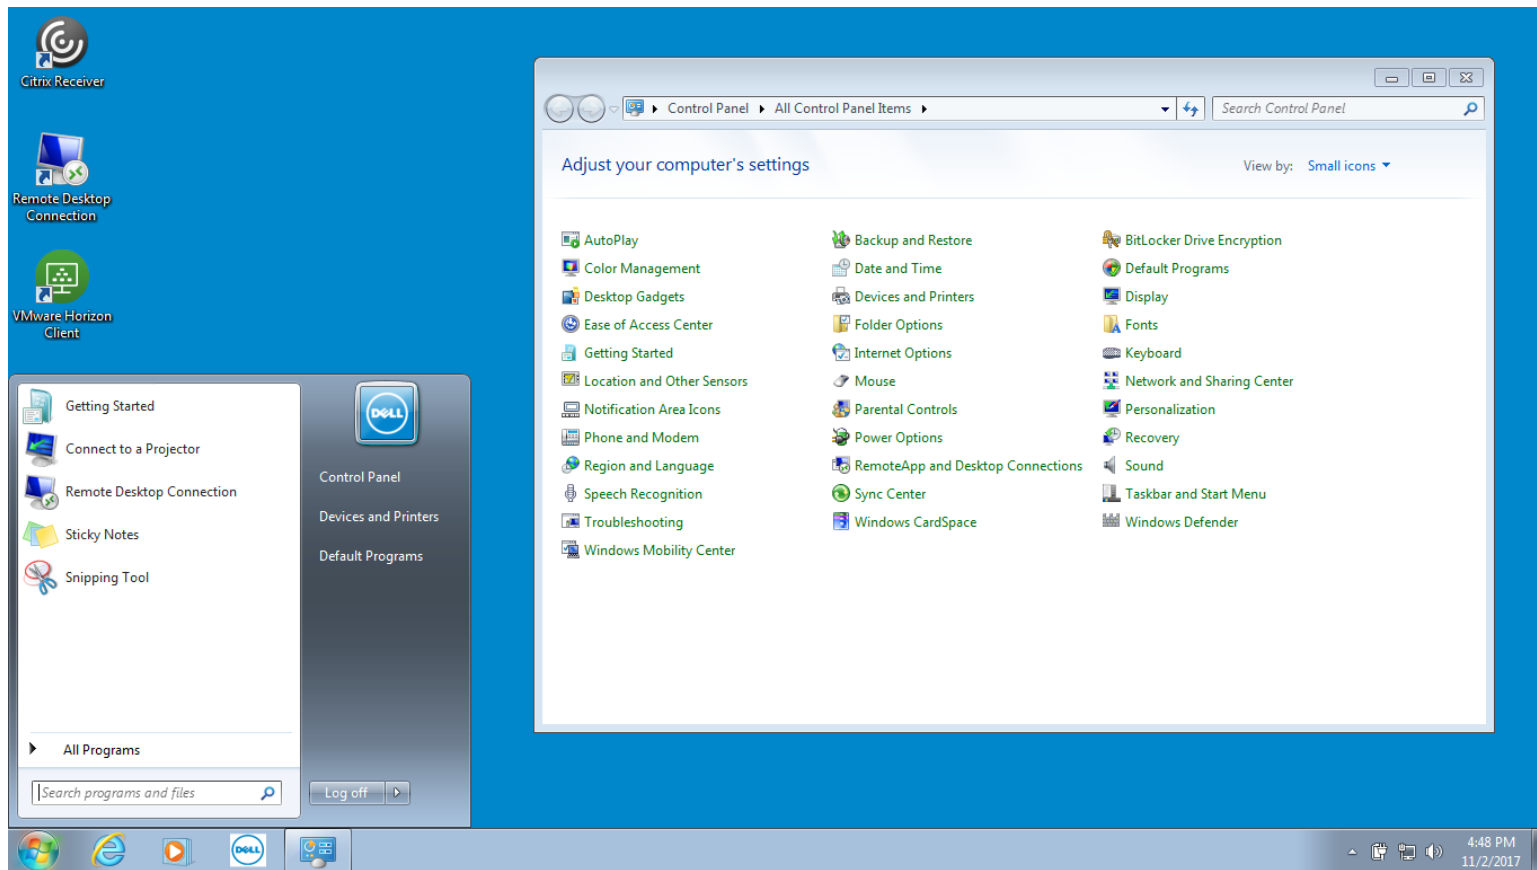 Citrix Receiver
Remote Desktop
Connection
VMware Horizon
Client
Control Panel
All Control Panel Items
Search Control Panel
Adjust your computer's settings
View by:
Small icons
AutoPlay
Backup and Restore
BitLocker Drive Encryption
Color Management
Date and Time
Default Programs
Desktop Gadgets
Devices and Printers
Display
Ease of Access Center
Folder Options
Fonts
Getting Started
Internet Options
Keyboard
Location and Other Sensors
Mouse
Network and Sharing Center
Notification Area Icons
Parental Controls
Personalization
Phone and Modem
Power Options
Recovery
Region and Language
RemoteApp and Desktop Connections
Sound
Speech Recognition
Sync Center
Taskbar and Start Menu
Troubleshooting
Windows CardSpace
Windows Defender
Windows Mobility Center
Getting Started
Connect to a Projector
Remote Desktop Connection
Sticky Notes
Snipping Tool
All Programs
Search programs and files
DELL
Control Panel
Devices and Printers
Default Programs
Log off
DELL
4:48 PM
11/2/2017